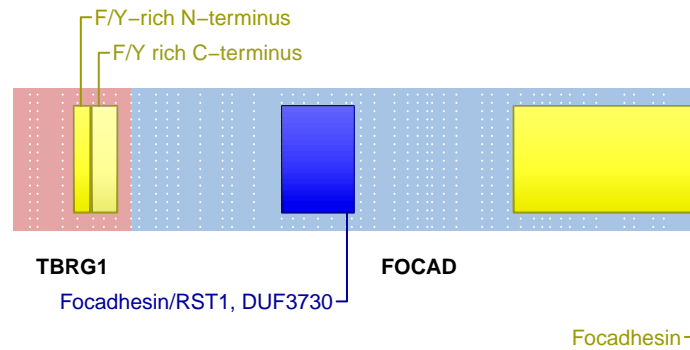 F/Y−rich N−terminus
F/Y rich C−terminus
TBRG1
FOCAD
Focadhesin/RST1, DUF3730
Focadhesin